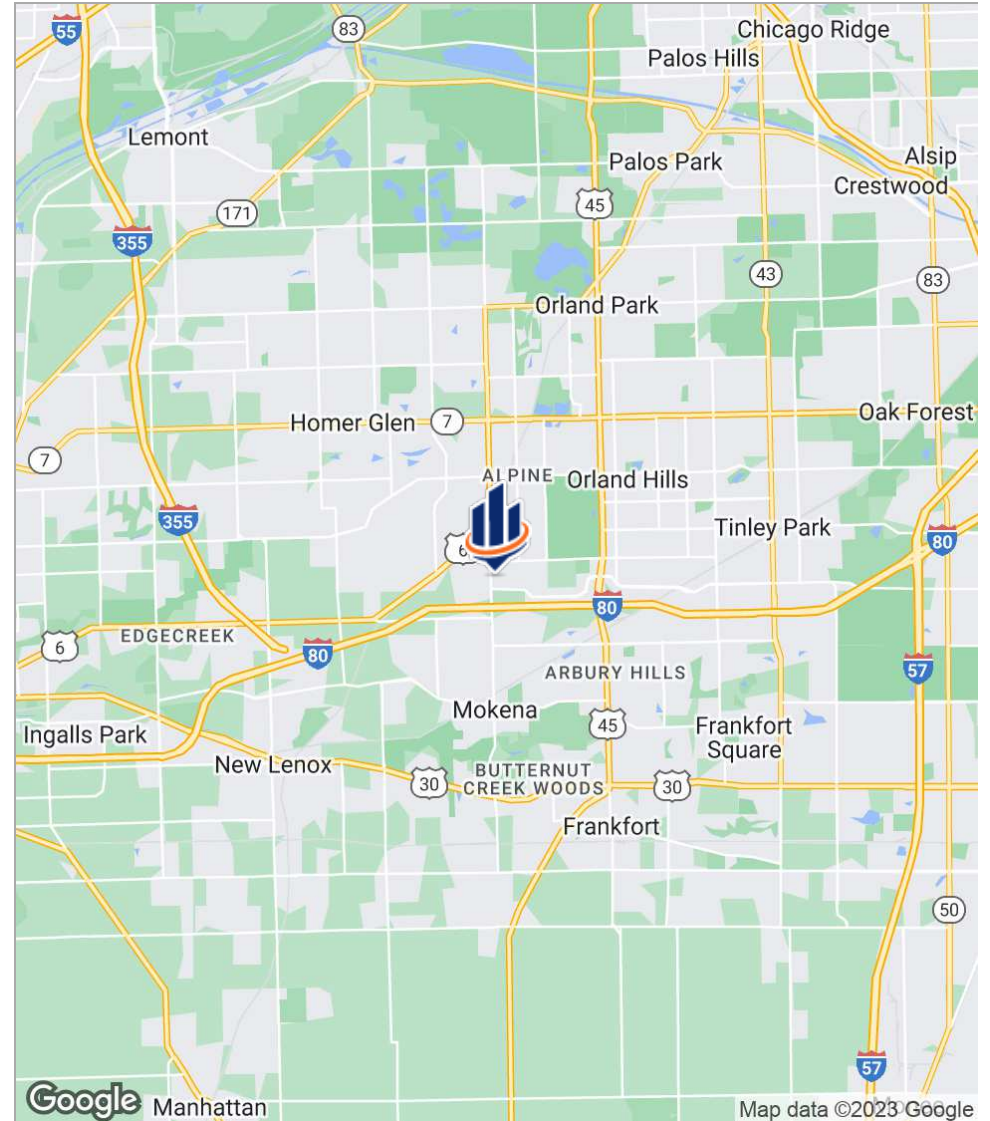 55
83
Chicago Ridge
Palos Hills
Lemont
Palos Park
Alsip
Crestwood
45
171
355
43
83
Orland Park
Homer Glen
7
Oak Forest
7
ALPINE
Orland Hills
355
Tinley Park
6
80
80
EDGECREEK
6
80
ARBURY HILLS
57
Mokena
45
Frankfort
Square
Ingalls Park
New Lenox
BUTTERNUT
CREEK WOODS
30
30
Frankfort
50
57
Google
Manhattan
Map data ©2023 Google